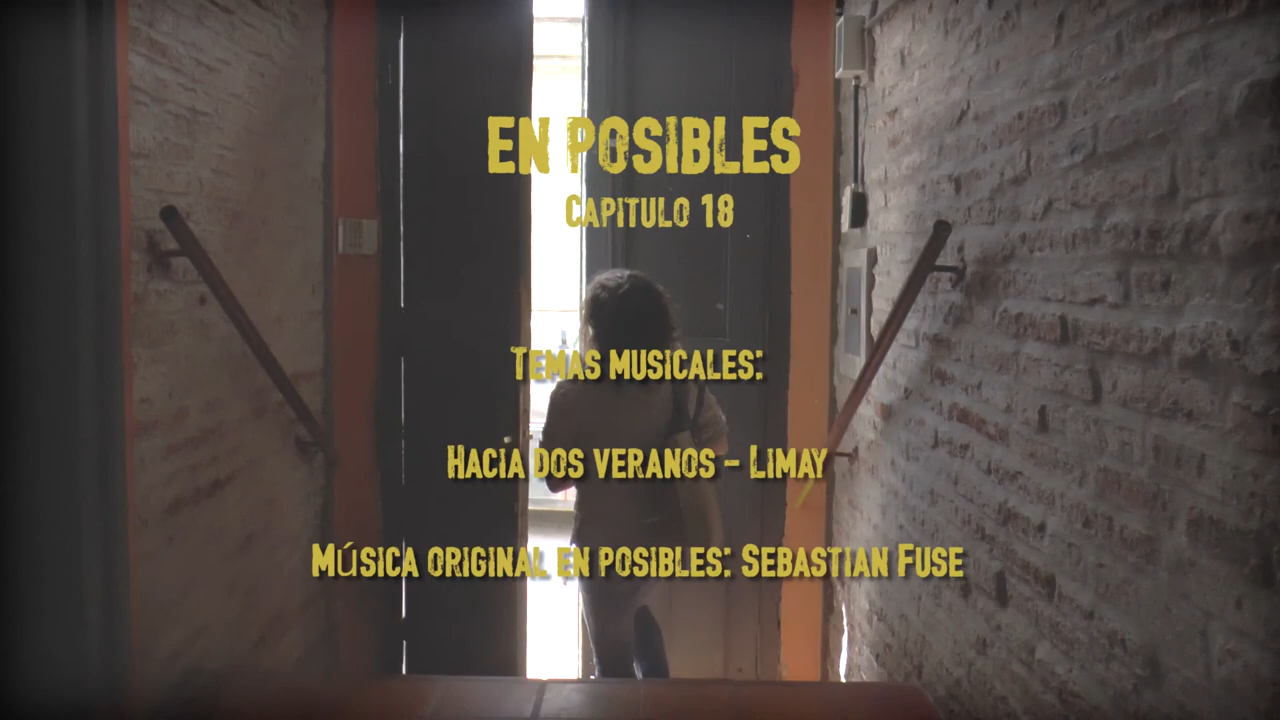 EN POSIBLES
CAPITULO 18
TEMAS MUSICALES:
HACIA DOS VERANOS - LIMAY
MÚSICA ORIGINAL EN POSIBLES: SEBASTIAN FUSE